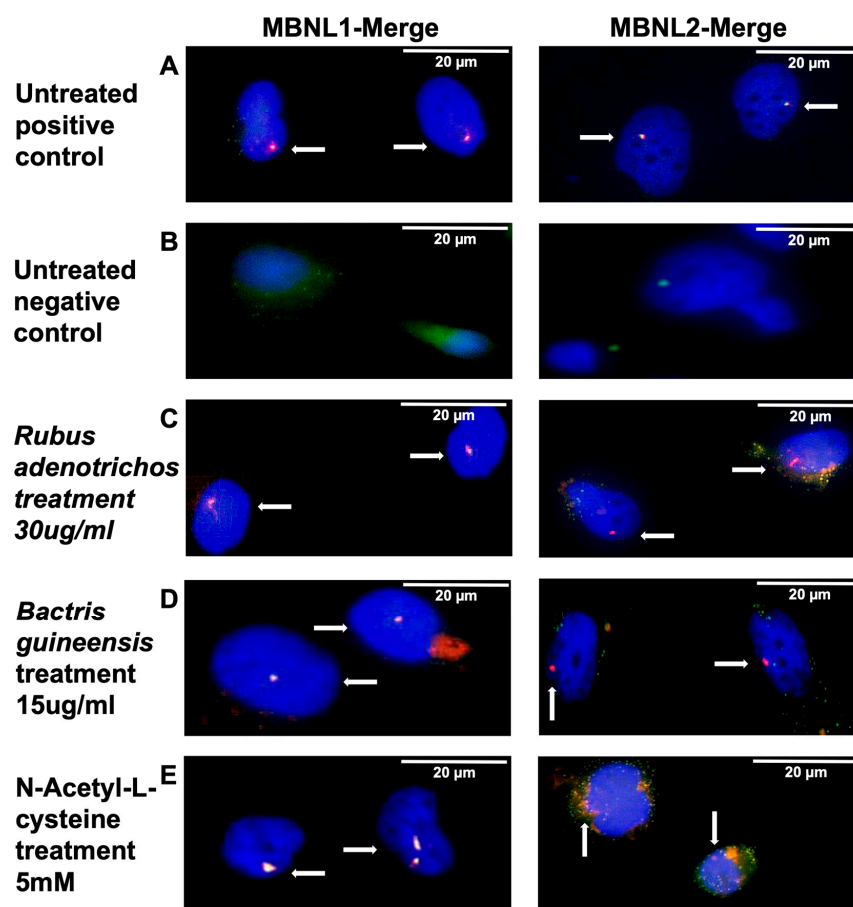 MBNL1-Merge
MBNL2-Merge
A
Untreated
positive
control
20 µm
20 µm
B
Untreated
negative
control
20 µm
20 µm
C
Rubus
adenotrichos
treatment
30ug/ml
20 µm
20 µm
D
Bactris
guineensis
treatment
15ug/ml
20 µm
20 µm
E
N-Acetyl-L-
cysteine
treatment
5mM
20 µm
20 µm